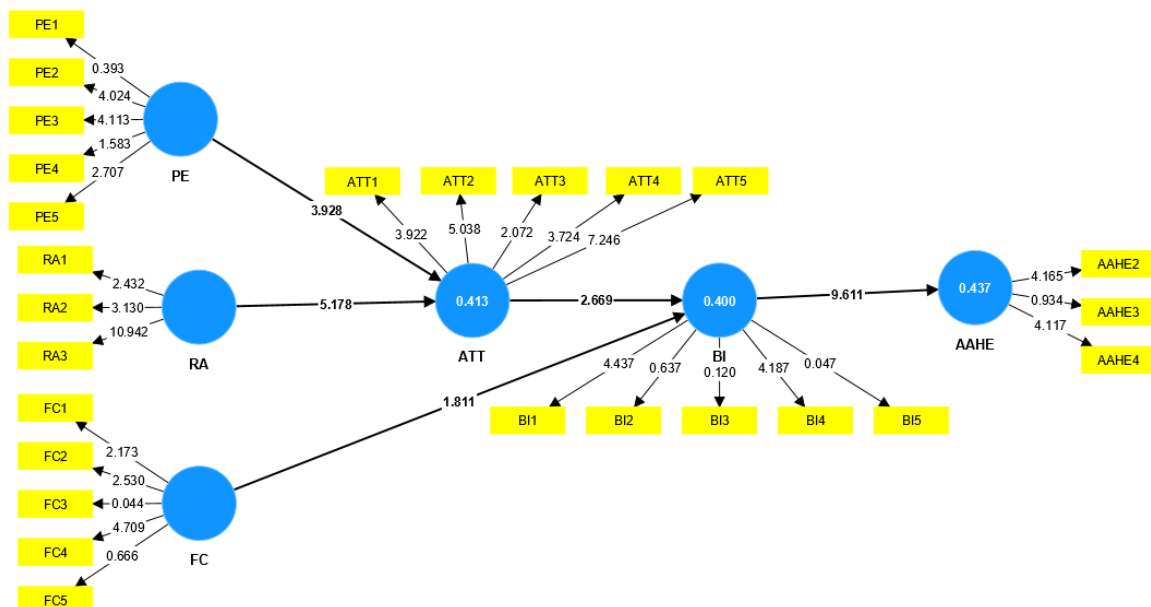 PE1
PE2
PE3
PE4
PE5
0.393
4.024
4.113
1.583
2.707
PE
3.928
ATT1
ATT2
ATT3
ATT4
ATT5
3.922
5.038
2.072
3.724
7.246
RA1
RA2
RA3
2.432
3.130
10.942
RA
5.178
0.413
ATT
2.669
0.400
BI
9.611
0.437
AAHE
4.165
0.934
4.117
AAHE2
AAHE3
AAHE4
4.437
0.637
0.120
4.187
0.047
BI1
BI2
BI3
BI4
BI5
1.811
FC1
FC2
FC3
FC4
FC5
2.173
2.530
0.044
4.709
0.666
FC